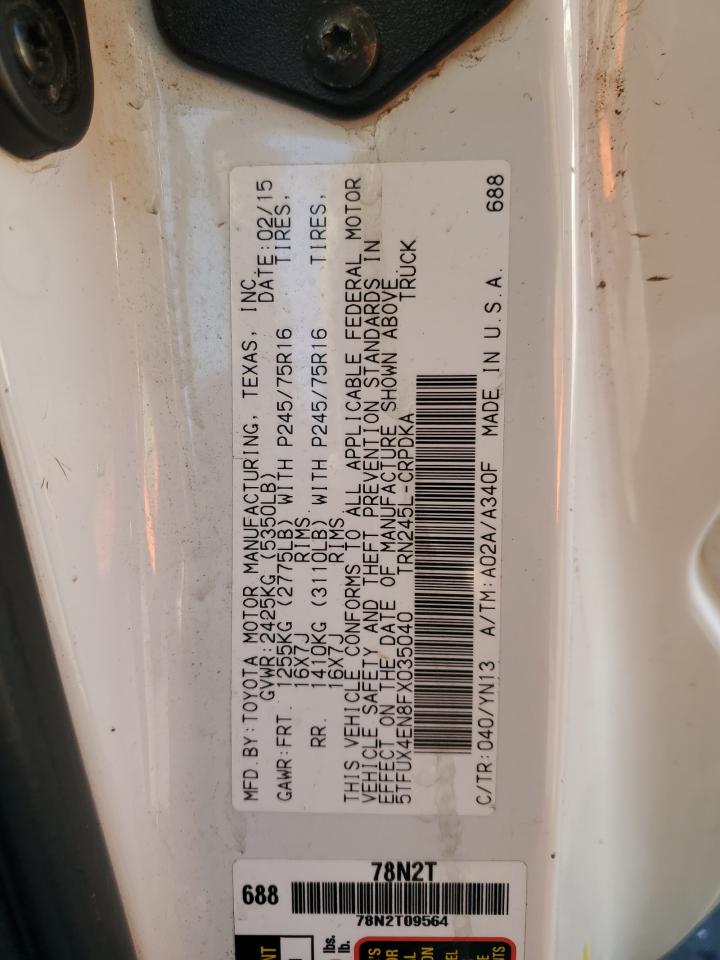 MFD.BY:TOYOTA MOTOR MANUFACTURING, TEXAS, INC.
GVWR:2425KG (5350LB) DATE:02/15
GAWR:FRT. 1255KG (2775LB) WITH P245/75R16 TIRES,
16X7J RIMS
RR. 1410KG (3110LB) WITH P245/75R16 TIRES,
16X7J RIMS
THIS VEHICLE CONFORMS TO ALL APPLICABLE FEDERAL MOTOR
VEHICLE SAFETY AND THEFT PREVENTION STANDARDS IN
EFFECT ON THE DATE OF MANUFACTURE SHOWN ABOVE.
5TFUX4EN8FX035040 TRN245L-CRPDKA TRUCK
C/TR:040/YN13 A/TM:A02A/A340F MADE IN U.S.A. 688
78N2T
688
78N2T09564
lbs.
lb.